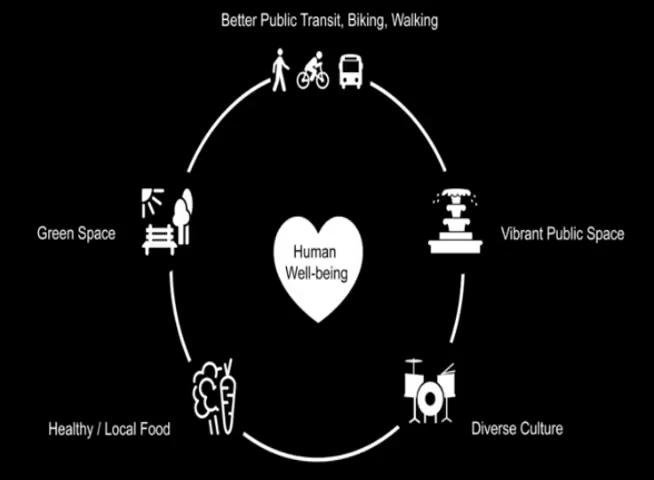 Better Public Transit, Biking, Walking
Green Space
Vibrant Public Space
Human
Well-being
Healthy / Local Food
Diverse Culture